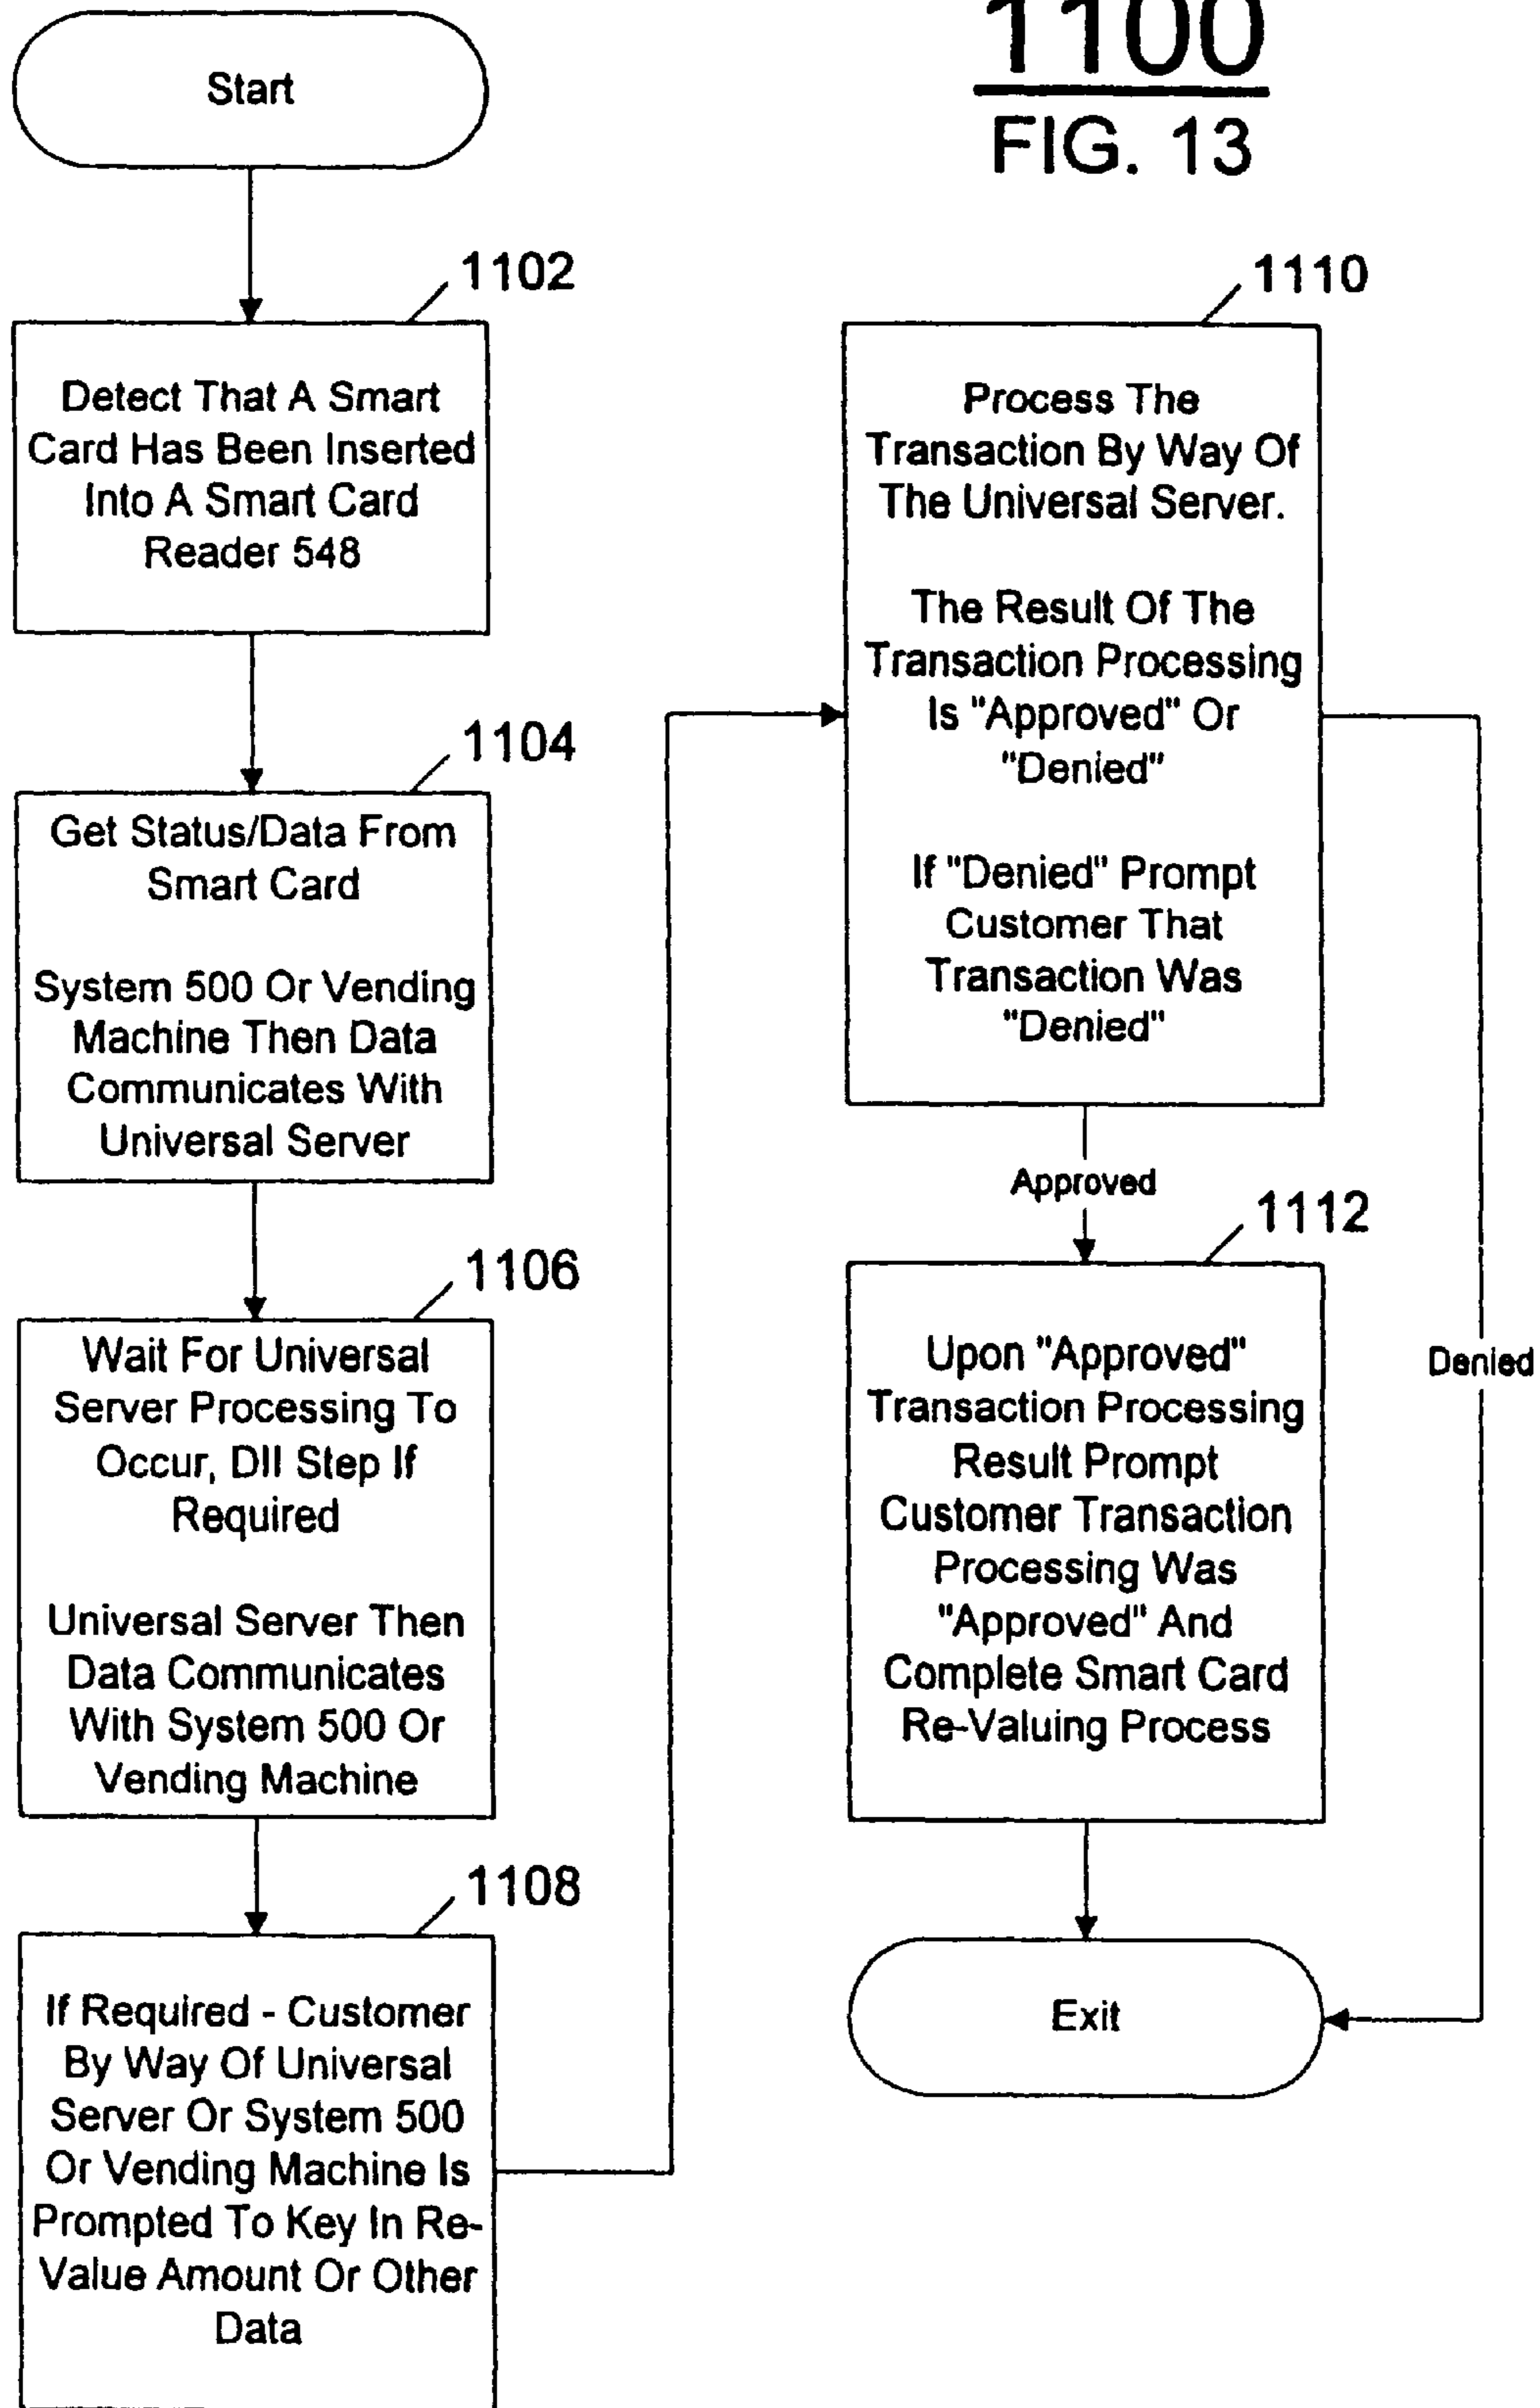 1100
FIG. 13
Start
1102
Detect That A Smart
Card Has Been Inserted
Into A Smart Card
Reader 548
1104
Get Status/Data From
Smart Card
System 500 Or Vending
Machine Then Data
Communicates With
Universal Server
1106
Wait For Universal
Server Processing To
Occur, DII Step If
Required
Universal Server Then
Data Communicates
With System 500 Or
Vending Machine
1108
If Required - Customer
By Way Of Universal
Server Or System 500
Or Vending Machine Is
Prompted To Key In Re-
Value Amount Or Other
Data
1110
Process The
Transaction By Way Of
The Universal Server.
The Result Of The
Transaction Processing
Is "Approved" Or
"Denied"
If "Denied" Prompt
Customer That
Transaction Was
"Denied"
Approved
Denied
1112
Upon "Approved"
Transaction Processing
Result Prompt
Customer Transaction
Processing Was
"Approved" And
Complete Smart Card
Re-Valuing Process
Exit